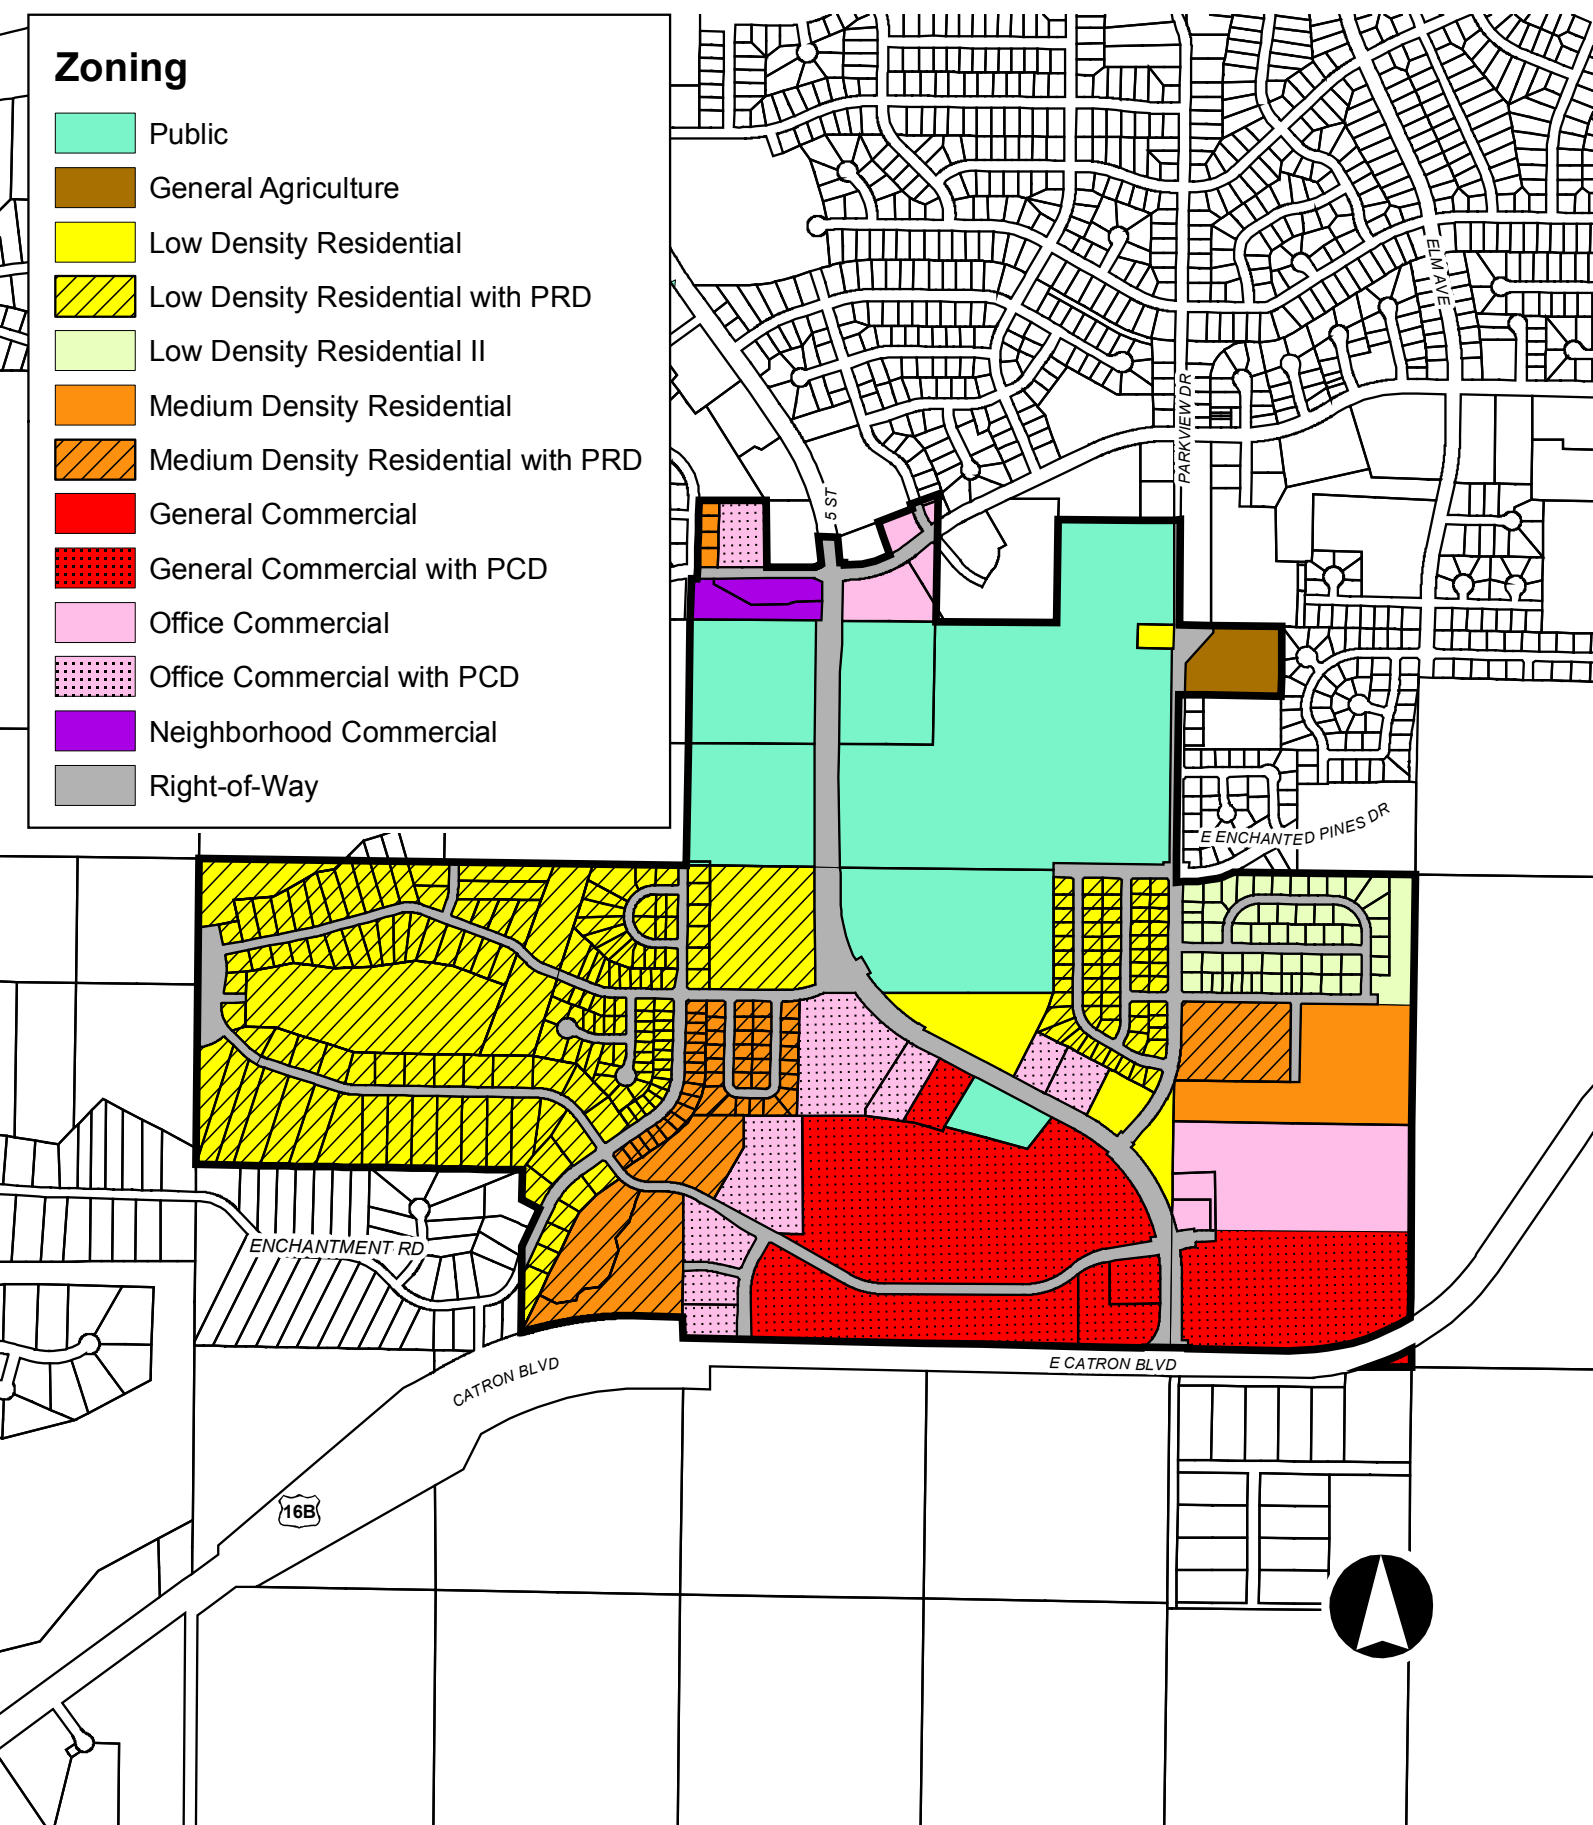 Zoning
Public
General Agriculture
Low Density Residential
Low Density Residential with PRD
Low Density Residential II
Medium Density Residential
Medium Density Residential with PRD
General Commercial
General Commercial with PCD
Office Commercial
Office Commercial with PCD
Neighborhood Commercial
Right-of-Way
ELM AVE
PARKVIEW DR
5 ST
E ENCHANTED PINES DR
ENCHANTMENT RD
CATRON BLVD
E CATRON BLVD
16B